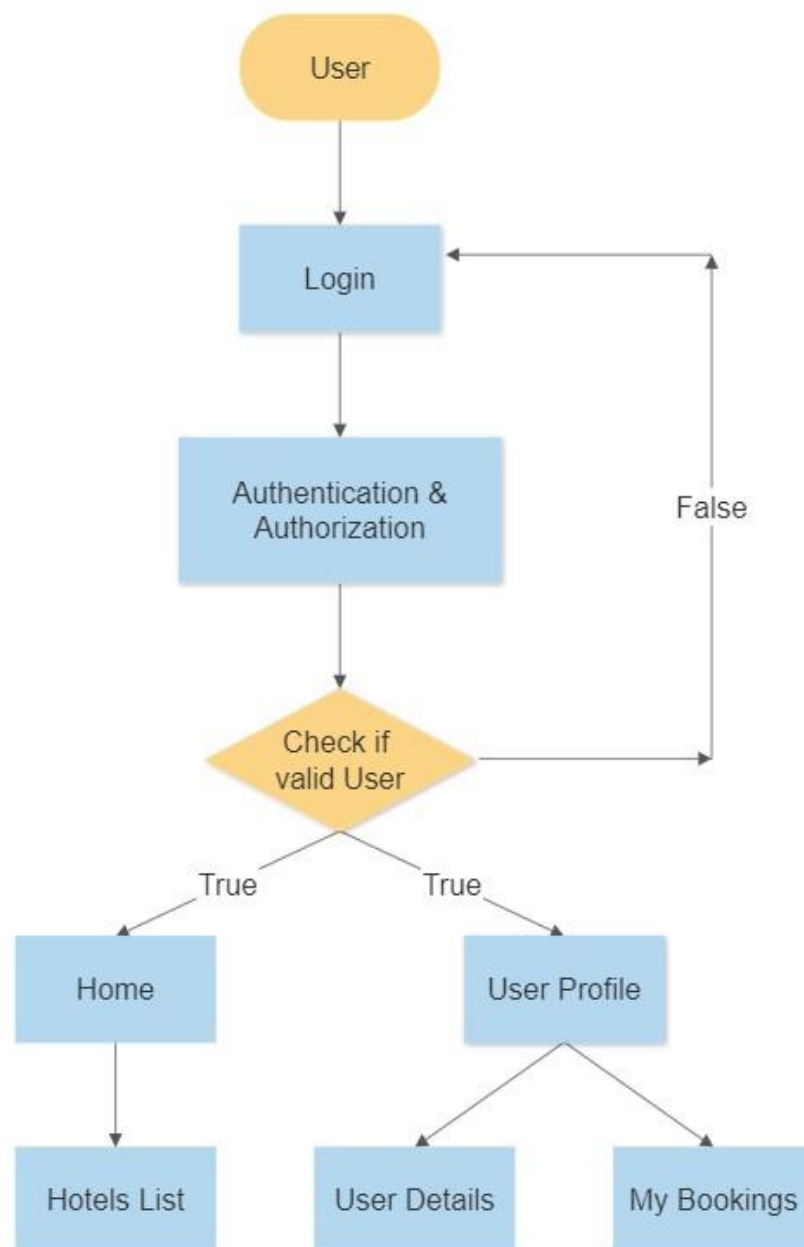 User
Login
Authentication &
Authorization
False
Check if
valid User
True
True
Home
User Profile
Hotels List
User Details
My Bookings